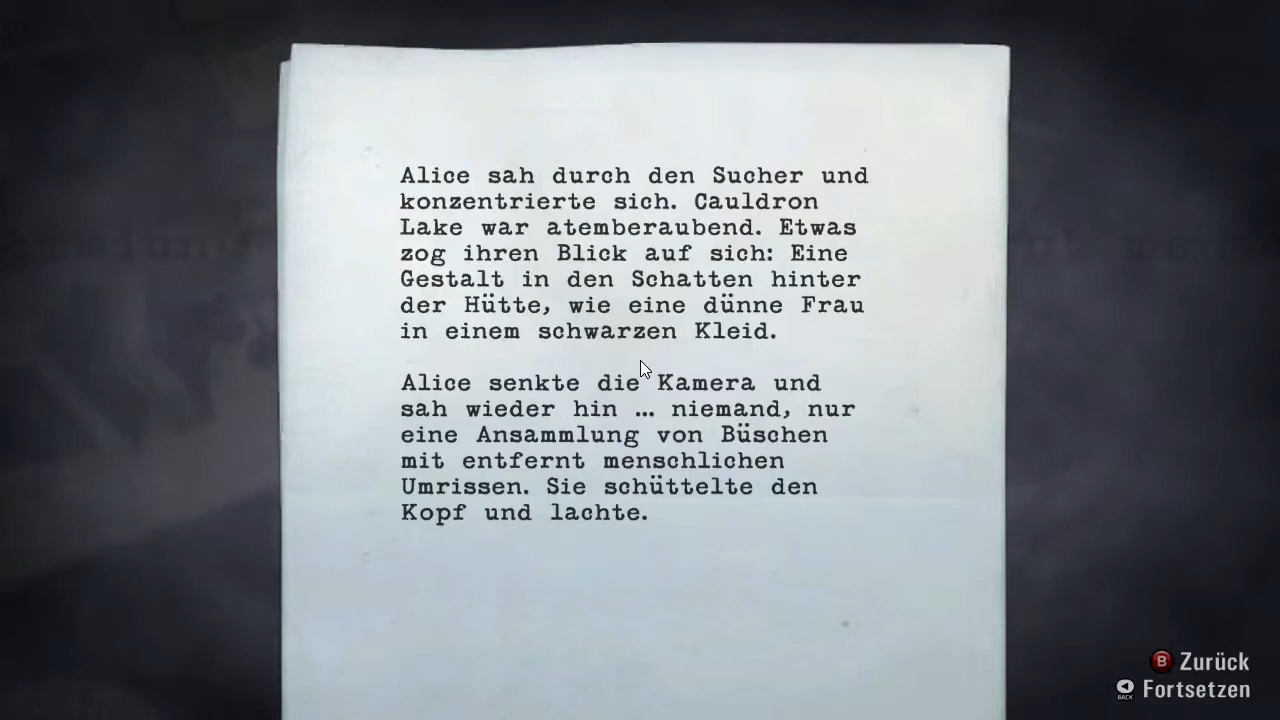 Alice sah durch den Sucher und
konzentrierte sich. Cauldron
Lake war atemberaubend. Etwas
zog ihren Blick auf sich: Eine
Gestalt in den Schatten hinter
der Hütte, wie eine dünne Frau
in einem schwarzen Kleid.
Alice senkte die Kamera und
sah wieder hin … niemand, nur
eine Ansammlung von Büschen
mit entfernt menschlichen
Umrissen. Sie schüttelte den
Kopf und lachte.
B Zurück
BACK Fortsetzen